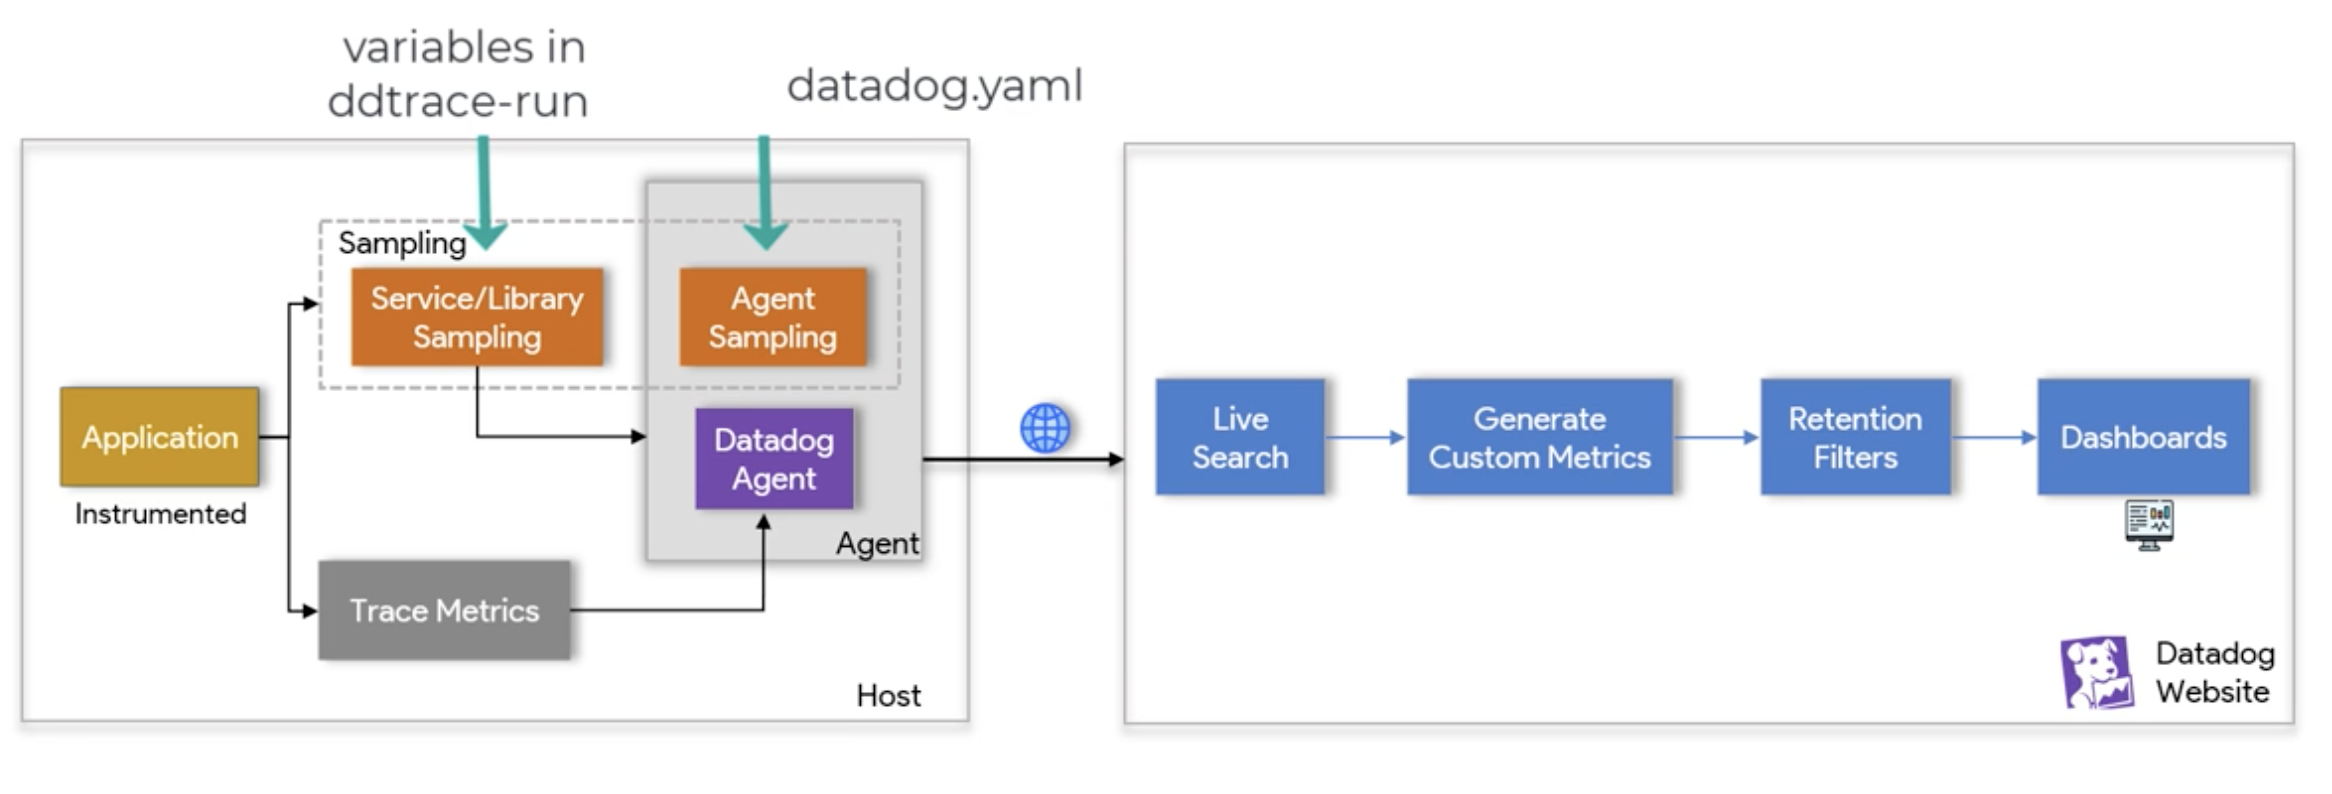 variables in
ddtrace-run
datadog.yaml
Sampling
Service/Library
Sampling
Agent
Sampling
Application
Instrumented
Datadog
Agent
Agent
Trace Metrics
Host
Live
Search
Generate
Custom Metrics
Retention
Filters
Dashboards
Datadog
Website